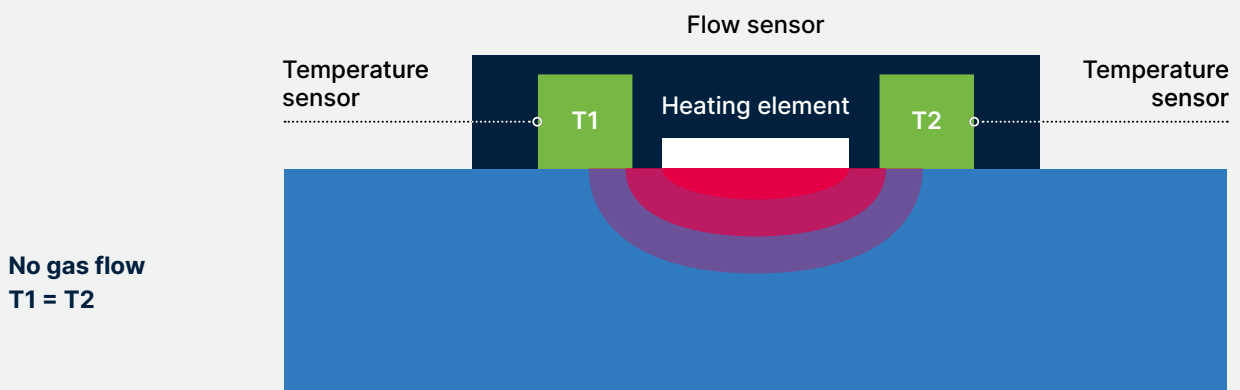 Flow sensor
Temperature
sensor
Temperature
sensor
T1
Heating element
T2
No gas flow
T1 = T2